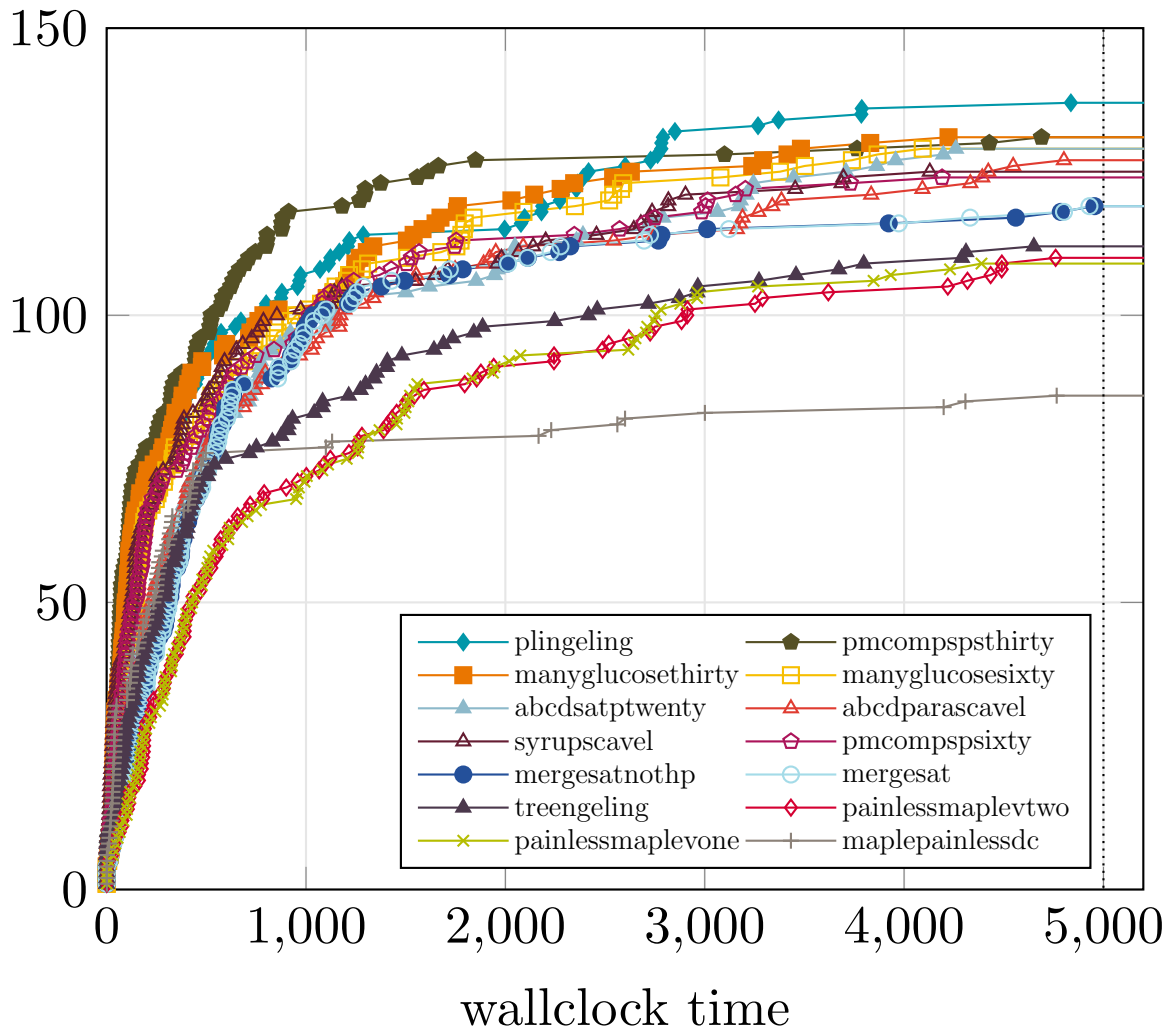 150
100
50
0
plingeling pmcompspsthirty
manyglucosethirty manyglucosesixty
abcdsatptwenty abcdparascavel
syrupscavel pmcompspsixty
mergesatnothp mergesat
treengeling painlessmaplevtwo
painlessmaplevone maplepainlessdc
0 1,000 2,000 3,000 4,000 5,000
wallclock time